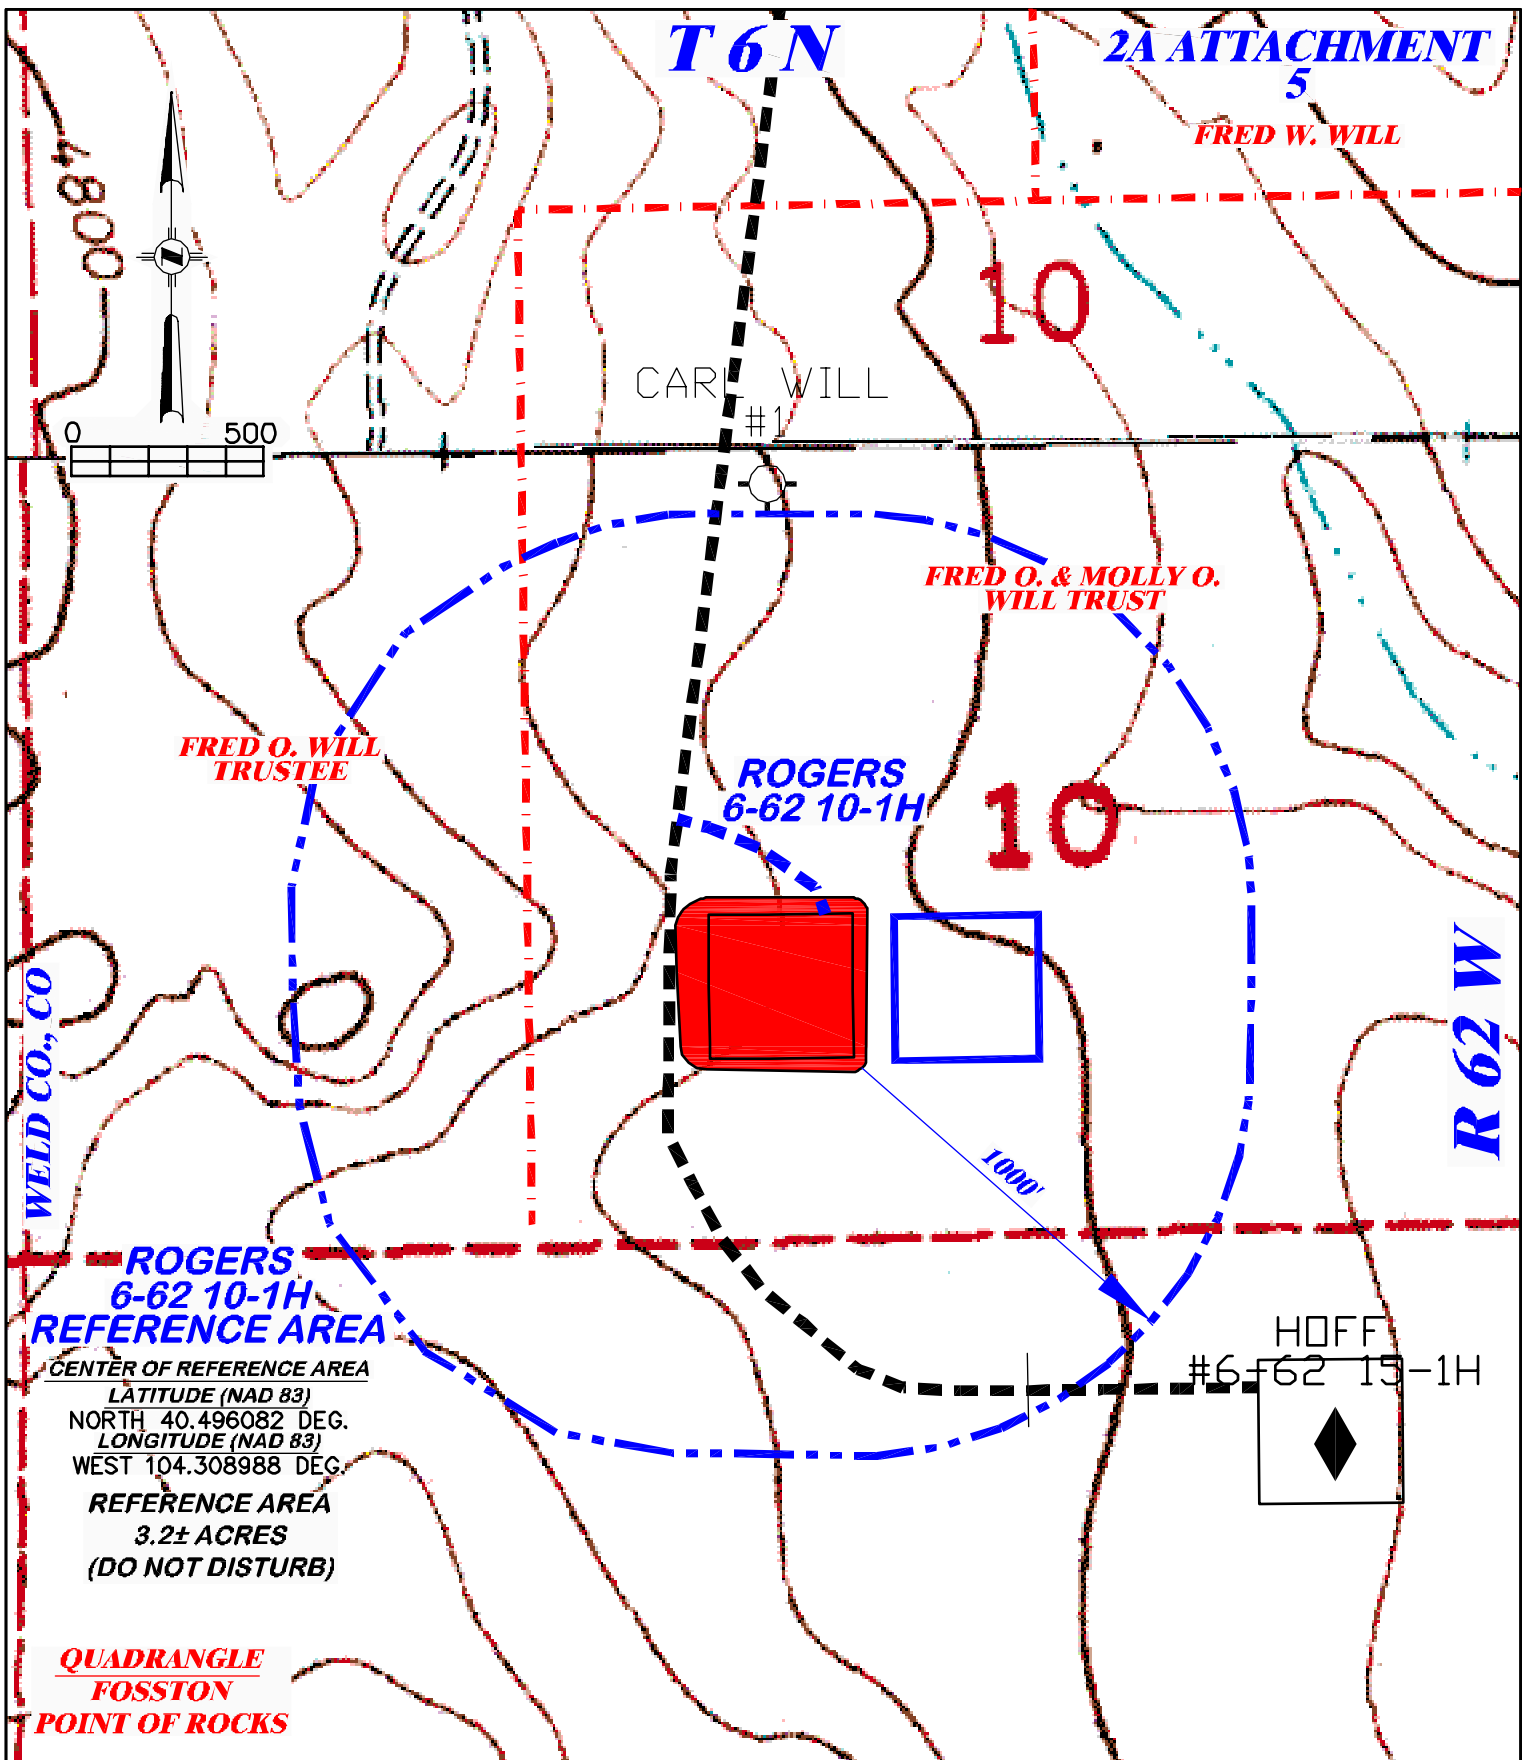 T 6 N
2A ATTACHMENT
5
FRED W. WILL
4800
N
10
CARL WILL
#1
0 500
FRED O. & MOLLY O.
WILL TRUST
FRED O. WILL
TRUSTEE
ROGERS
6-62 10-1H
10
R 62 W
WELD CO., CO
1000'
ROGERS
6-62 10-1H
REFERENCE AREA
CENTER OF REFERENCE AREA
LATITUDE (NAD 83)
NORTH 40.496082 DEG.
LONGITUDE (NAD 83)
WEST 104.308988 DEG.
REFERENCE AREA
3.2± ACRES
(DO NOT DISTURB)
HOFF
#6-62 15-1H
QUADRANGLE
FOSSTON
POINT OF ROCKS